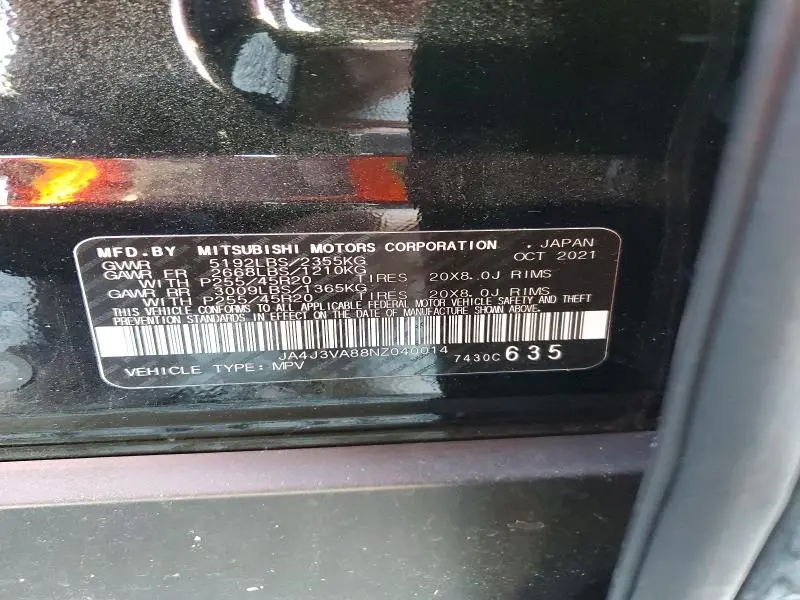 MFD.BY MITSUBISHI MOTORS CORPORATION . JAPAN
GVWR 5192LBS/2355KG OCT 2021
GAWR FR 2668LBS/1210KG
WITH P255/45R20 TIRES 20X8.0J RIMS
GAWR RR 3009LBS/1365KG
WITH P255/45R20 TIRES 20X8.0J RIMS
THIS VEHICLE CONFORMS TO ALL APPLICABLE FEDERAL MOTOR VEHICLE SAFETY AND THEFT
PREVENTION STANDARDS IN EFFECT ON THE DATE OF MANUFACTURE SHOWN ABOVE.
JA4J3VA88NZ040014 7430C 635
VEHICLE TYPE: MPV